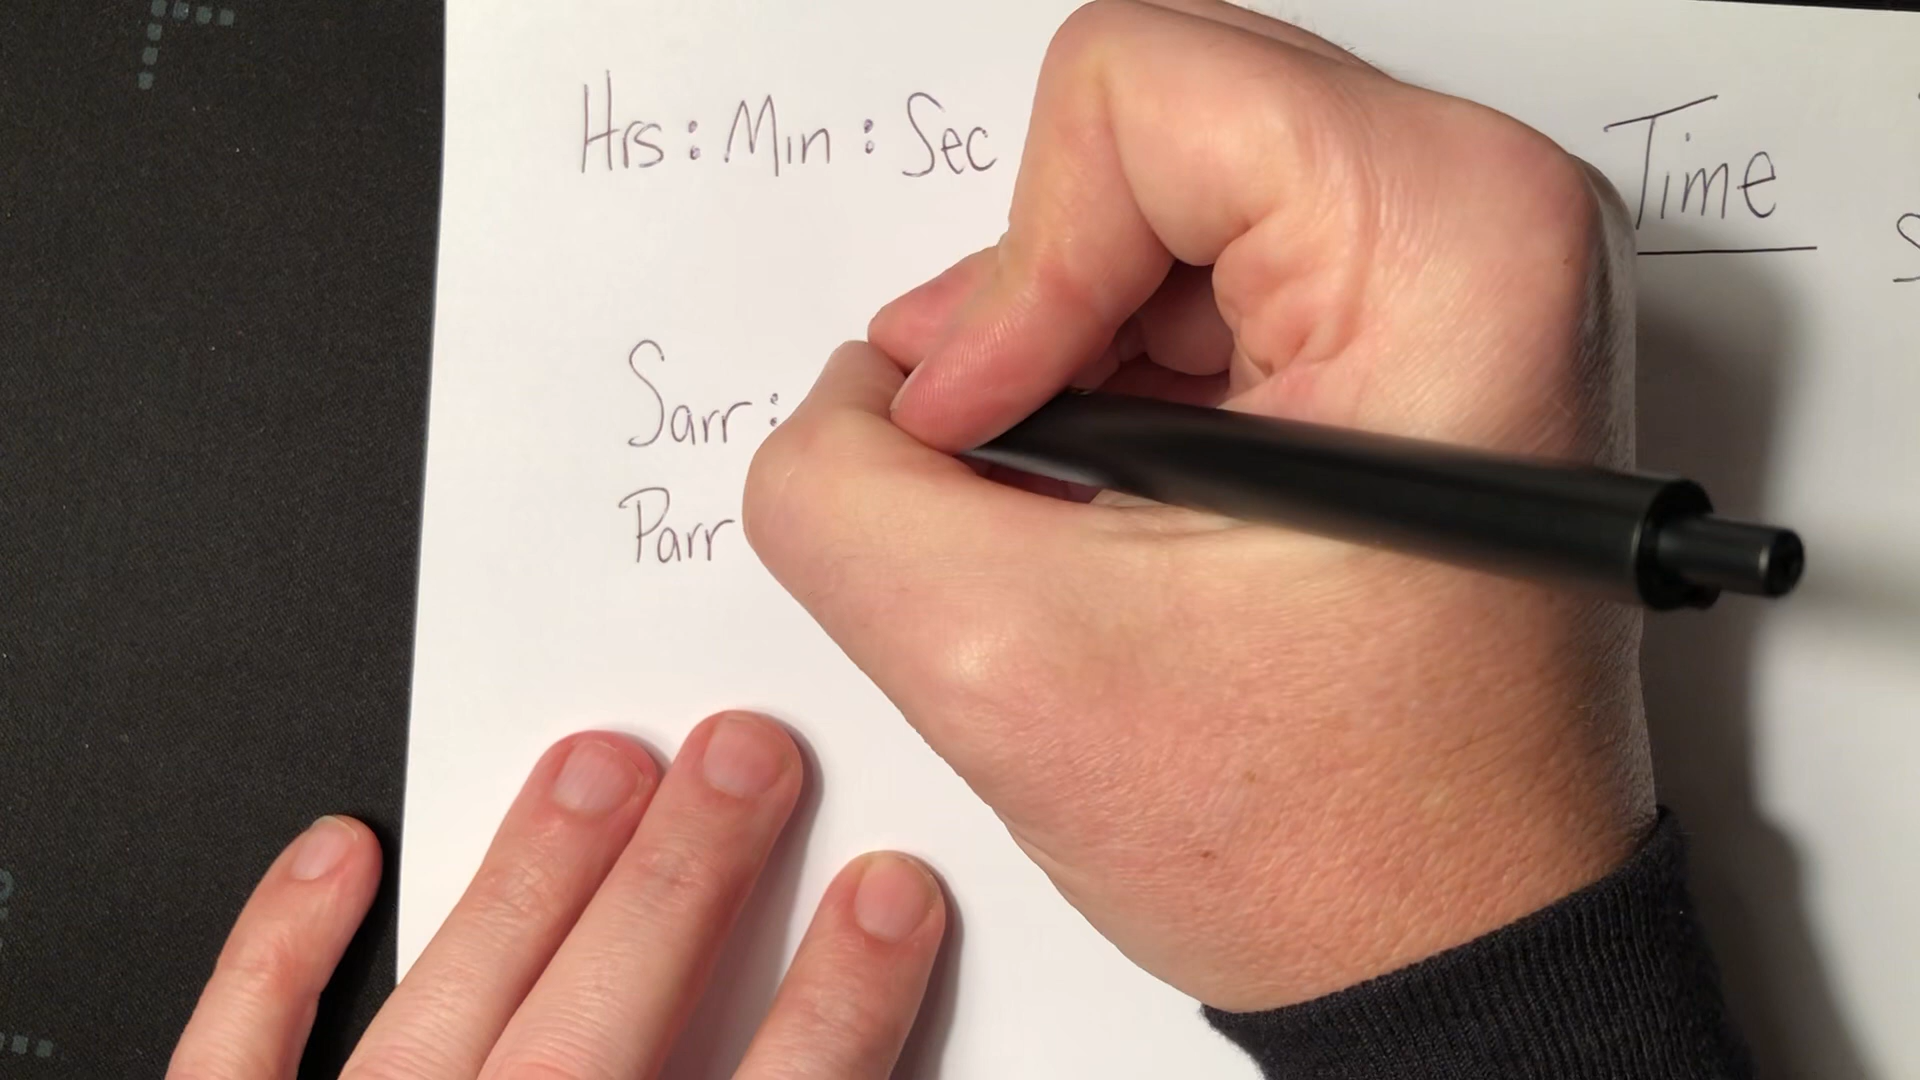 Hrs : Min : Sec
Time
Sarr :
Parr